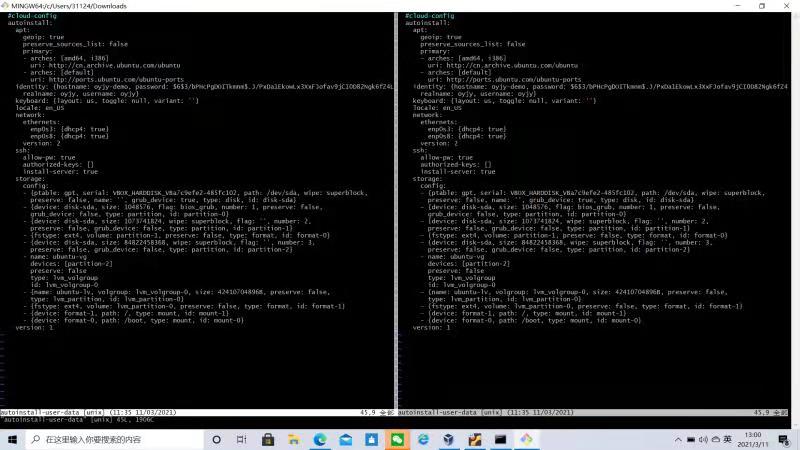 MINGW64:/c/Users/31124/Downloads
#cloud-config
autoinstall:
  apt:
    geoip: true
    preserve_sources_list: false
    primary:
    - arches: [amd64, i386]
      uri: http://cn.archive.ubuntu.com/ubuntu
    - arches: [default]
      uri: http://ports.ubuntu.com/ubuntu-ports
  identity: {hostname: oyjy-demo, password:
    realname: oyjy, username: oyjy}
  keyboard: {layout: us, toggle: null, variant: ''}
  locale: en_US
  network:
    ethernets:
      enp0s3: {dhcp4: true}
      enp0s8: {dhcp4: true}
    version: 2
  ssh:
    allow-pw: true
    authorized-keys: []
    install-server: true
  storage:
    config:
    - {ptable: gpt, serial: VBOX_HARDDISK_VBa7c9efe2-485fc102, path: /dev/sda, wipe: superblock,
      preserve: false, name: '', grub_device: true, type: disk, id: disk-sda}
    - {device: disk-sda, size: 1048576, flag: bios_grub, number: 1, preserve: false,
      grub_device: false, type: partition, id: partition-0}
    - {device: disk-sda, size: 1073741824, wipe: superblock, flag: '', number: 2,
      preserve: false, grub_device: false, type: partition, id: partition-1}
    - {fstype: ext4, volume: partition-1, preserve: false, type: format, id: format-0}
    - {device: disk-sda, size: 84822458368, wipe: superblock, flag: '', number: 3,
      preserve: false, grub_device: false, type: partition, id: partition-2}
    - name: ubuntu-vg
      devices: [partition-2]
      preserve: false
      type: lvm_volgroup
      id: lvm_volgroup-0
    - {name: ubuntu-lv, volgroup: lvm_volgroup-0, size: 42410704896B, preserve: false,
      type: lvm_partition, id: lvm_partition-0}
    - {fstype: ext4, volume: lvm_partition-0, preserve: false, type: format, id: format-1}
    - {device: format-1, path: /, type: mount, id: mount-1}
    - {device: format-0, path: /boot, type: mount, id: mount-0}
  version: 1
autoinstall-user-data [unix] (11:35 11/03/2021) 45,9 全部
"autoinstall-user-data" [unix] 45L, 1906C
#cloud-config
autoinstall:
  apt:
    geoip: true
    preserve_sources_list: false
    primary:
    - arches: [amd64, i386]
      uri: http://cn.archive.ubuntu.com/ubuntu
    - arches: [default]
      uri: http://ports.ubuntu.com/ubuntu-ports
  identity: {hostname: oyjy-demo, password:
    realname: oyjy, username: oyjy}
  keyboard: {layout: us, toggle: null, variant: ''}
  locale: en_US
  network:
    ethernets:
      enp0s3: {dhcp4: true}
      enp0s8: {dhcp4: true}
    version: 2
  ssh:
    allow-pw: true
    authorized-keys: []
    install-server: true
  storage:
    config:
    - {ptable: gpt, serial: VBOX_HARDDISK_VBa7c9efe2-485fc102, path: /dev/sda, wipe: superblock,
      preserve: false, name: '', grub_device: true, type: disk, id: disk-sda}
    - {device: disk-sda, size: 1048576, flag: bios_grub, number: 1, preserve: false,
      grub_device: false, type: partition, id: partition-0}
    - {device: disk-sda, size: 1073741824, wipe: superblock, flag: '', number: 2,
      preserve: false, grub_device: false, type: partition, id: partition-1}
    - {fstype: ext4, volume: partition-1, preserve: false, type: format, id: format-0}
    - {device: disk-sda, size: 84822458368, wipe: superblock, flag: '', number: 3,
      preserve: false, grub_device: false, type: partition, id: partition-2}
    - name: ubuntu-vg
      devices: [partition-2]
      preserve: false
      type: lvm_volgroup
      id: lvm_volgroup-0
    - {name: ubuntu-lv, volgroup: lvm_volgroup-0, size: 42410704896B, preserve: false,
      type: lvm_partition, id: lvm_partition-0}
    - {fstype: ext4, volume: lvm_partition-0, preserve: false, type: format, id: format-1}
    - {device: format-1, path: /, type: mount, id: mount-1}
    - {device: format-0, path: /boot, type: mount, id: mount-0}
  version: 1
autoinstall-user-data [unix] (11:35 11/03/2021) 45,9 全部
在这里输入你要搜索的内容
英
13:00
2021/3/11